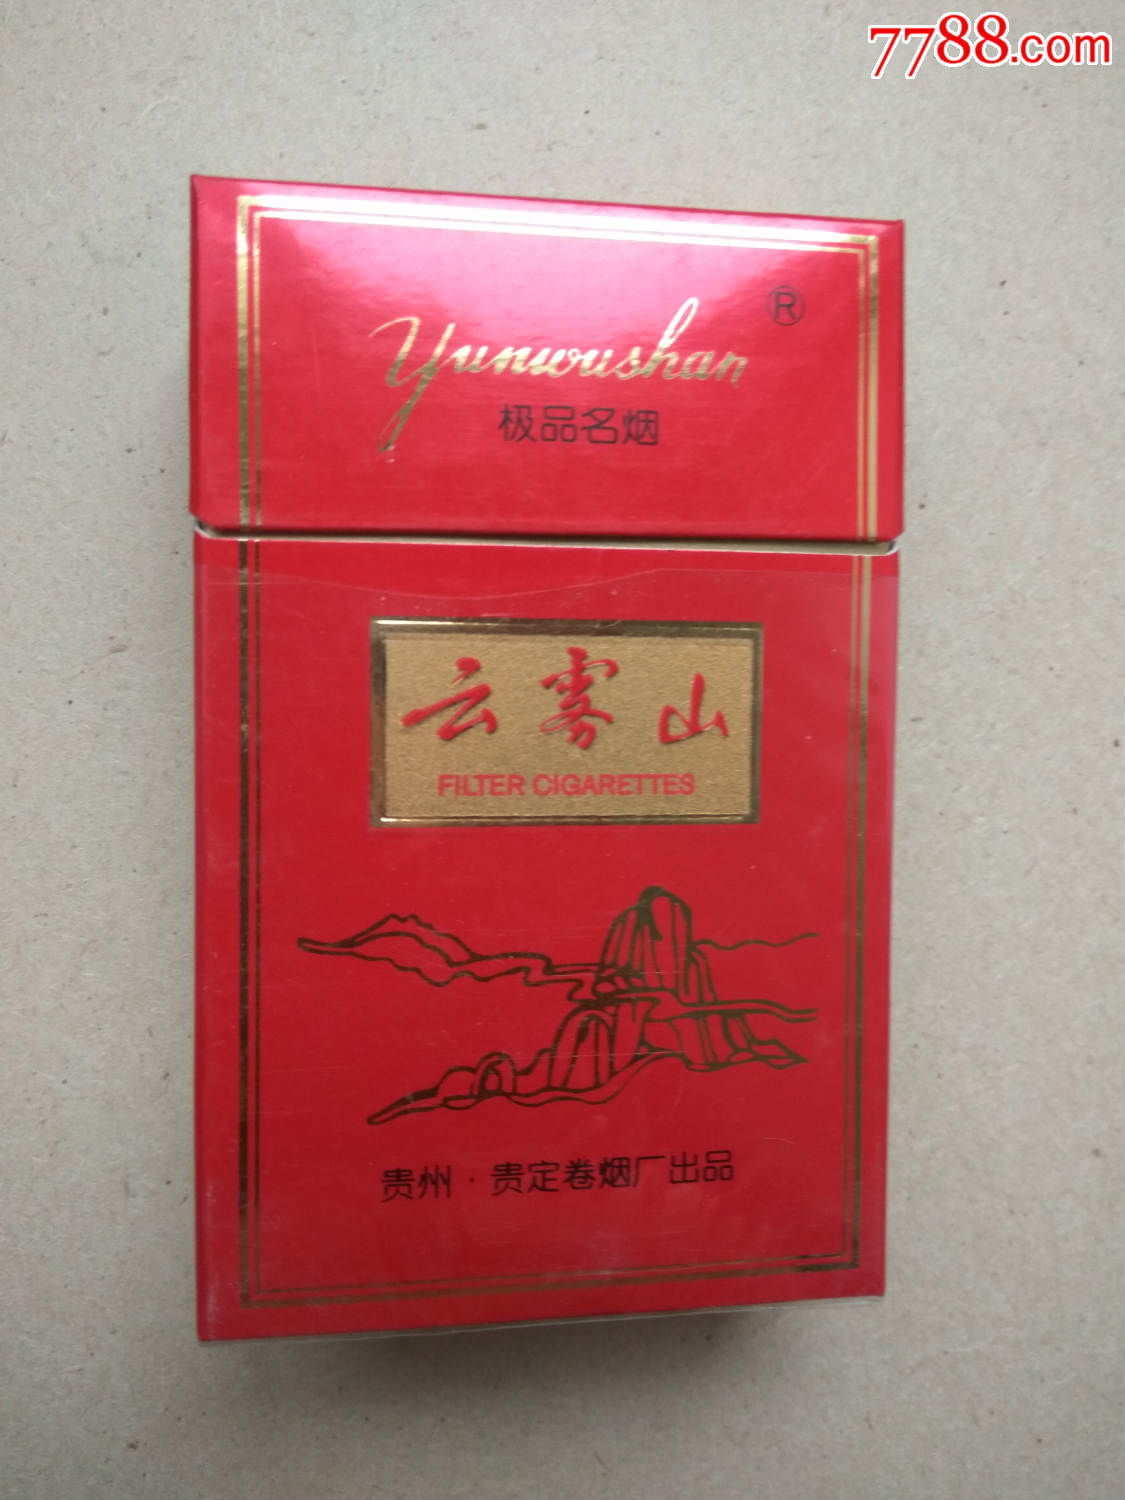 7788.com
Yunwushan ®
极品名烟
云雾山
FILTER CIGARETTES
贵州·贵定卷烟厂出品